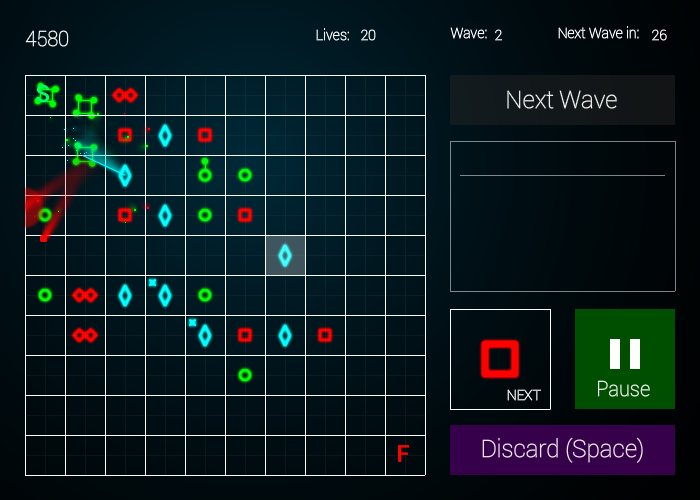 4580
Lives: 20
Wave: 2
Next Wave in: 26
Next Wave
S
NEXT
Pause
Discard (Space)
F